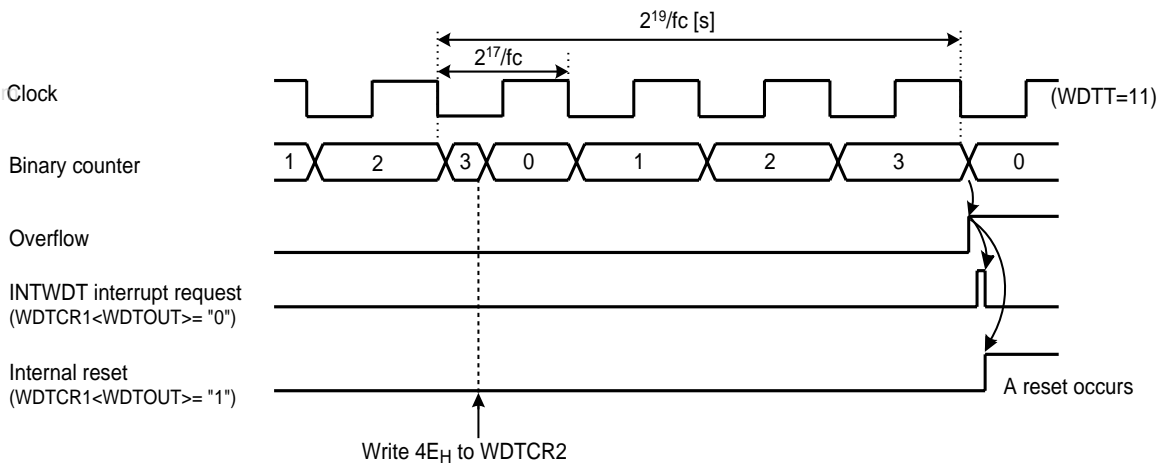 2¹⁹/fc [s]
2¹⁷/fc
Clock
(WDTT=11)
Binary counter
1 2 3 0 1 2 3 0
Overflow
INTWDT interrupt request
(WDTCR1<WDTOUT>= "0")
Internal reset
(WDTCR1<WDTOUT>= "1")
A reset occurs
Write 4E_H to WDTCR2